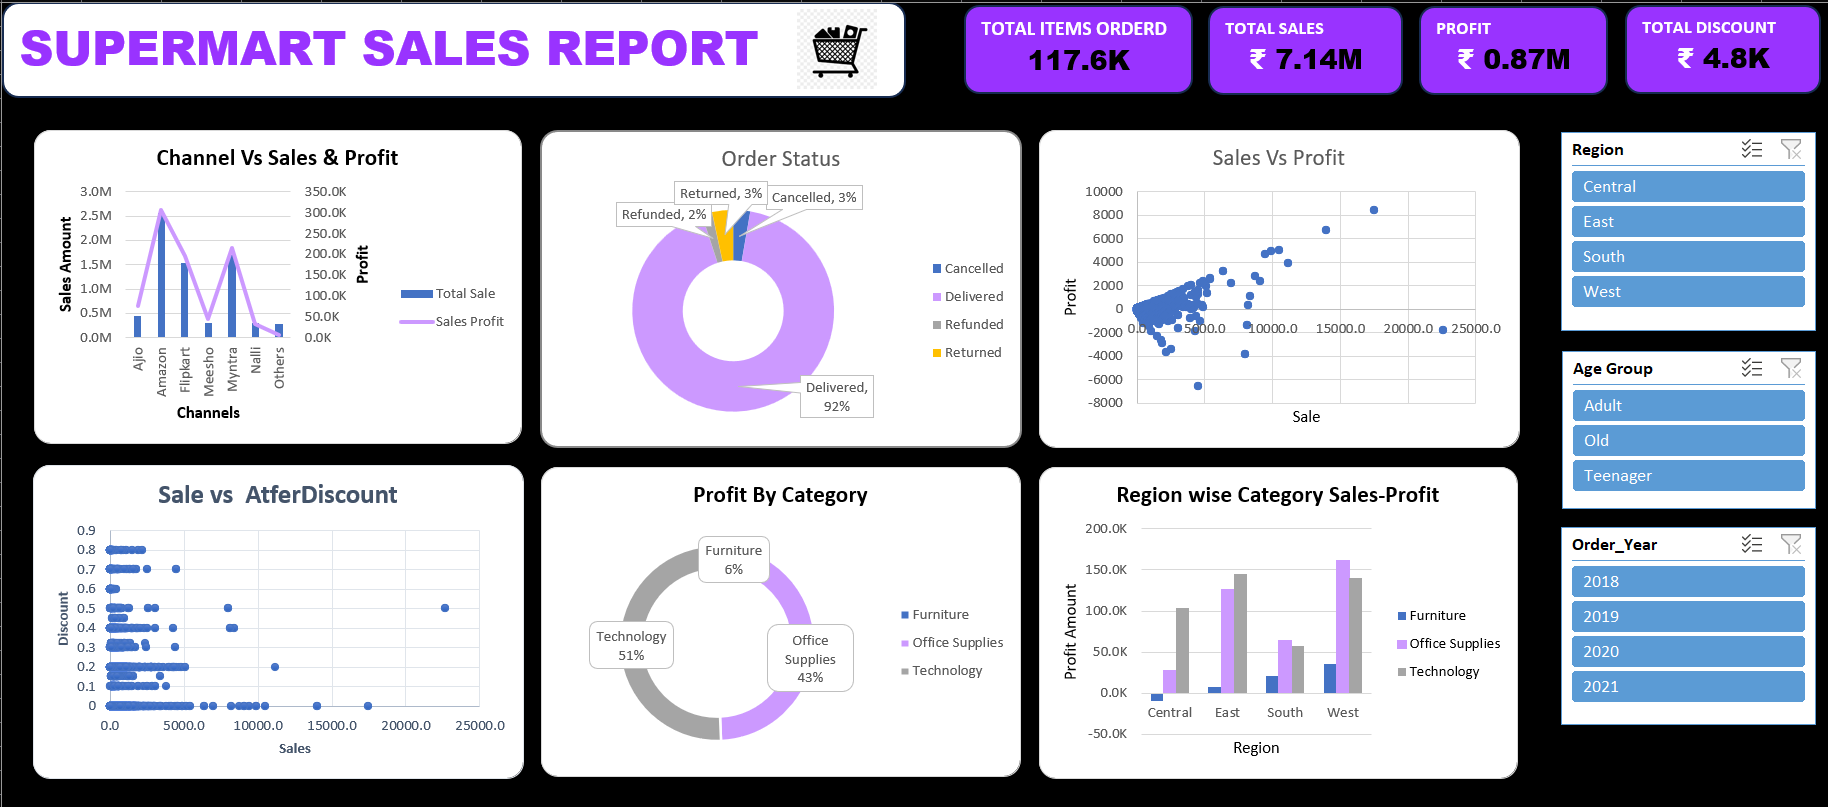 SUPERMART SALES REPORT
TOTAL ITEMS ORDERD
117.6K
TOTAL SALES
₹ 7.14M
PROFIT
₹ 0.87M
TOTAL DISCOUNT
₹ 4.8K
Channel Vs Sales & Profit
3.0M
2.5M
2.0M
1.5M
1.0M
0.5M
0.0M
350.0K
300.0K
250.0K
200.0K
150.0K
100.0K
50.0K
0.0K
Sales Amount
Profit
Ajio
Amazon
Flipkart
Meesho
Myntra
Nalli
Others
Channels
Total Sale
Sales Profit
Order Status
Returned, 3%
Cancelled, 3%
Refunded, 2%
Delivered,
92%
Cancelled
Delivered
Refunded
Returned
Sales Vs Profit
10000
8000
6000
4000
2000
0
-2000
-4000
-6000
-8000
Profit
0.0
5000.0
10000.0
15000.0
20000.0
25000.0
Sale
Region
Central
East
South
West
Age Group
Adult
Old
Teenager
Order_Year
2018
2019
2020
2021
Sale vs  AtferDiscount
0.9
0.8
0.7
0.6
0.5
0.4
0.3
0.2
0.1
0
Discount
0.0
5000.0
10000.0
15000.0
20000.0
25000.0
Sales
Profit By Category
Furniture
6%
Technology
51%
Office
Supplies
43%
Furniture
Office Supplies
Technology
Region wise Category Sales-Profit
200.0K
150.0K
100.0K
50.0K
0.0K
-50.0K
Profit Amount
Central
East
South
West
Region
Furniture
Office Supplies
Technology